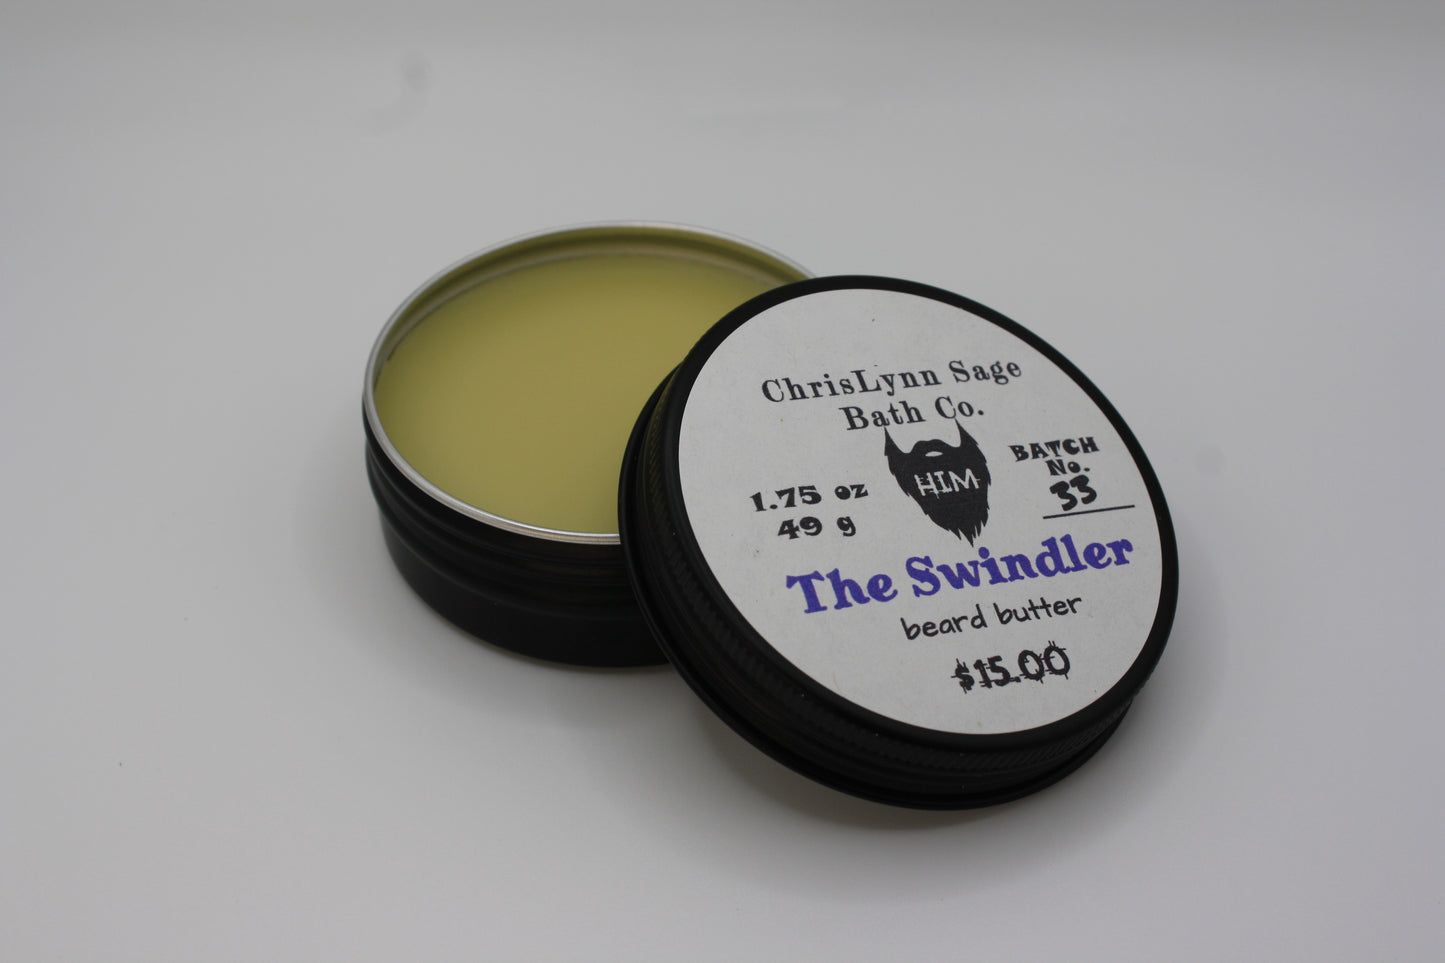 ChrisLynn Sage
Bath Co.
HIM
1.75 oz
49 g
BATCH
No.
33
The Swindler
beard butter
$15.00